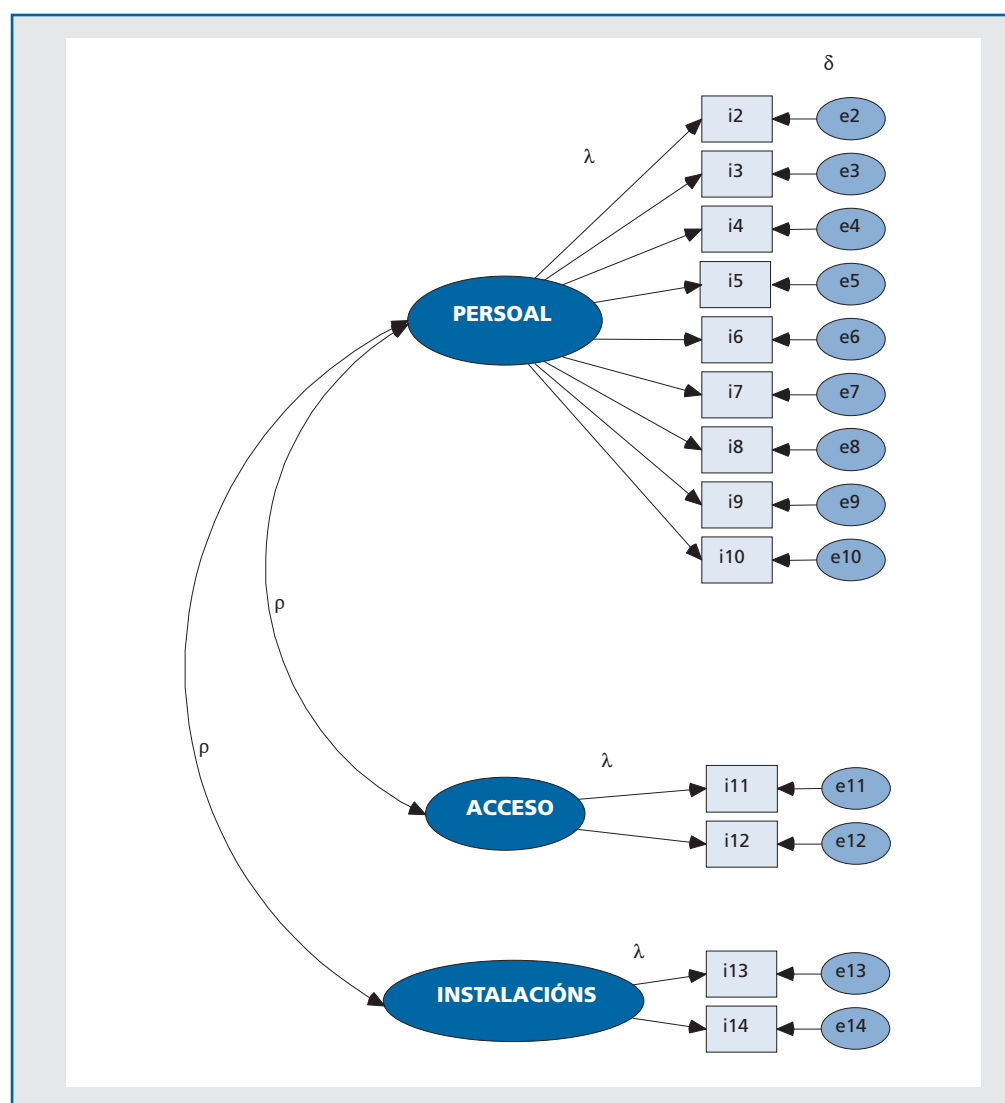 δ
i2 e2
λ
i3 e3
i4 e4
i5 e5
PERSOAL
i6 e6
i7 e7
i8 e8
i9 e9
i10 e10
ρ
ρ
λ
i11 e11
ACCESO
i12 e12
λ
i13 e13
INSTALACIÓNS
i14 e14